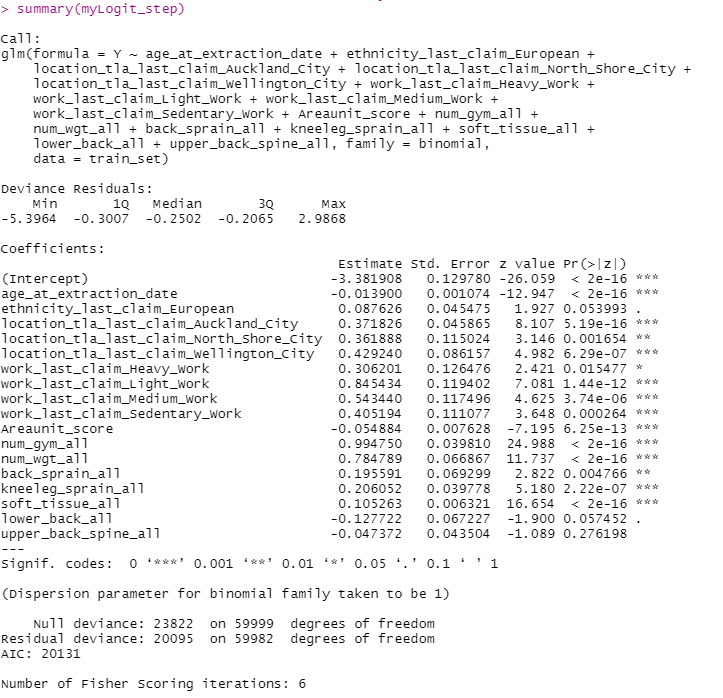 > summary(myLogit_step)
Call:
glm(formula = Y ~ age_at_extraction_date + ethnicity_last_claim_European +
    location_tla_last_claim_Auckland_City + location_tla_last_claim_North_Shore_City +
    location_tla_last_claim_Wellington_City + work_last_claim_Heavy_Work +
    work_last_claim_Light_Work + work_last_claim_Medium_Work +
    work_last_claim_Sedentary_Work + Areaunit_score + num_gym_all +
    num_wgt_all + back_sprain_all + kneeleg_sprain_all + soft_tissue_all +
    lower_back_all + upper_back_spine_all, family = binomial,
    data = train_set)
Deviance Residuals:
    Min       1Q   Median       3Q      Max
-5.3964  -0.3007  -0.2502  -0.2065   2.9868
Coefficients:
                                          Estimate Std. Error z value Pr(>|z|)
(Intercept)                              -3.381908   0.129780 -26.059  < 2e-16 ***
age_at_extraction_date                   -0.013900   0.001074 -12.947  < 2e-16 ***
ethnicity_last_claim_European             0.087626   0.045475   1.927 0.053993 .
location_tla_last_claim_Auckland_City     0.371826   0.045865   8.107 5.19e-16 ***
location_tla_last_claim_North_Shore_City  0.361888   0.115024   3.146 0.001654 **
location_tla_last_claim_Wellington_City   0.429240   0.086157   4.982 6.29e-07 ***
work_last_claim_Heavy_Work                0.306201   0.126476   2.421 0.015477 *
work_last_claim_Light_Work                0.845434   0.119402   7.081 1.44e-12 ***
work_last_claim_Medium_Work               0.543440   0.117496   4.625 3.74e-06 ***
work_last_claim_Sedentary_Work            0.405194   0.111077   3.648 0.000264 ***
Areaunit_score                           -0.054884   0.007628  -7.195 6.25e-13 ***
num_gym_all                               0.994750   0.039810  24.988  < 2e-16 ***
num_wgt_all                               0.784789   0.066867  11.737  < 2e-16 ***
back_sprain_all                           0.195591   0.069299   2.822 0.004766 **
kneeleg_sprain_all                        0.206052   0.039778   5.180 2.22e-07 ***
soft_tissue_all                           0.105263   0.006321  16.654  < 2e-16 ***
lower_back_all                           -0.127722   0.067227  -1.900 0.057452 .
upper_back_spine_all                     -0.047372   0.043504  -1.089 0.276198
---
Signif. codes:  0 ‘***’ 0.001 ‘**’ 0.01 ‘*’ 0.05 ‘.’ 0.1 ‘ ’ 1
(Dispersion parameter for binomial family taken to be 1)
    Null deviance: 23822  on 59999  degrees of freedom
Residual deviance: 20095  on 59982  degrees of freedom
AIC: 20131
Number of Fisher Scoring iterations: 6